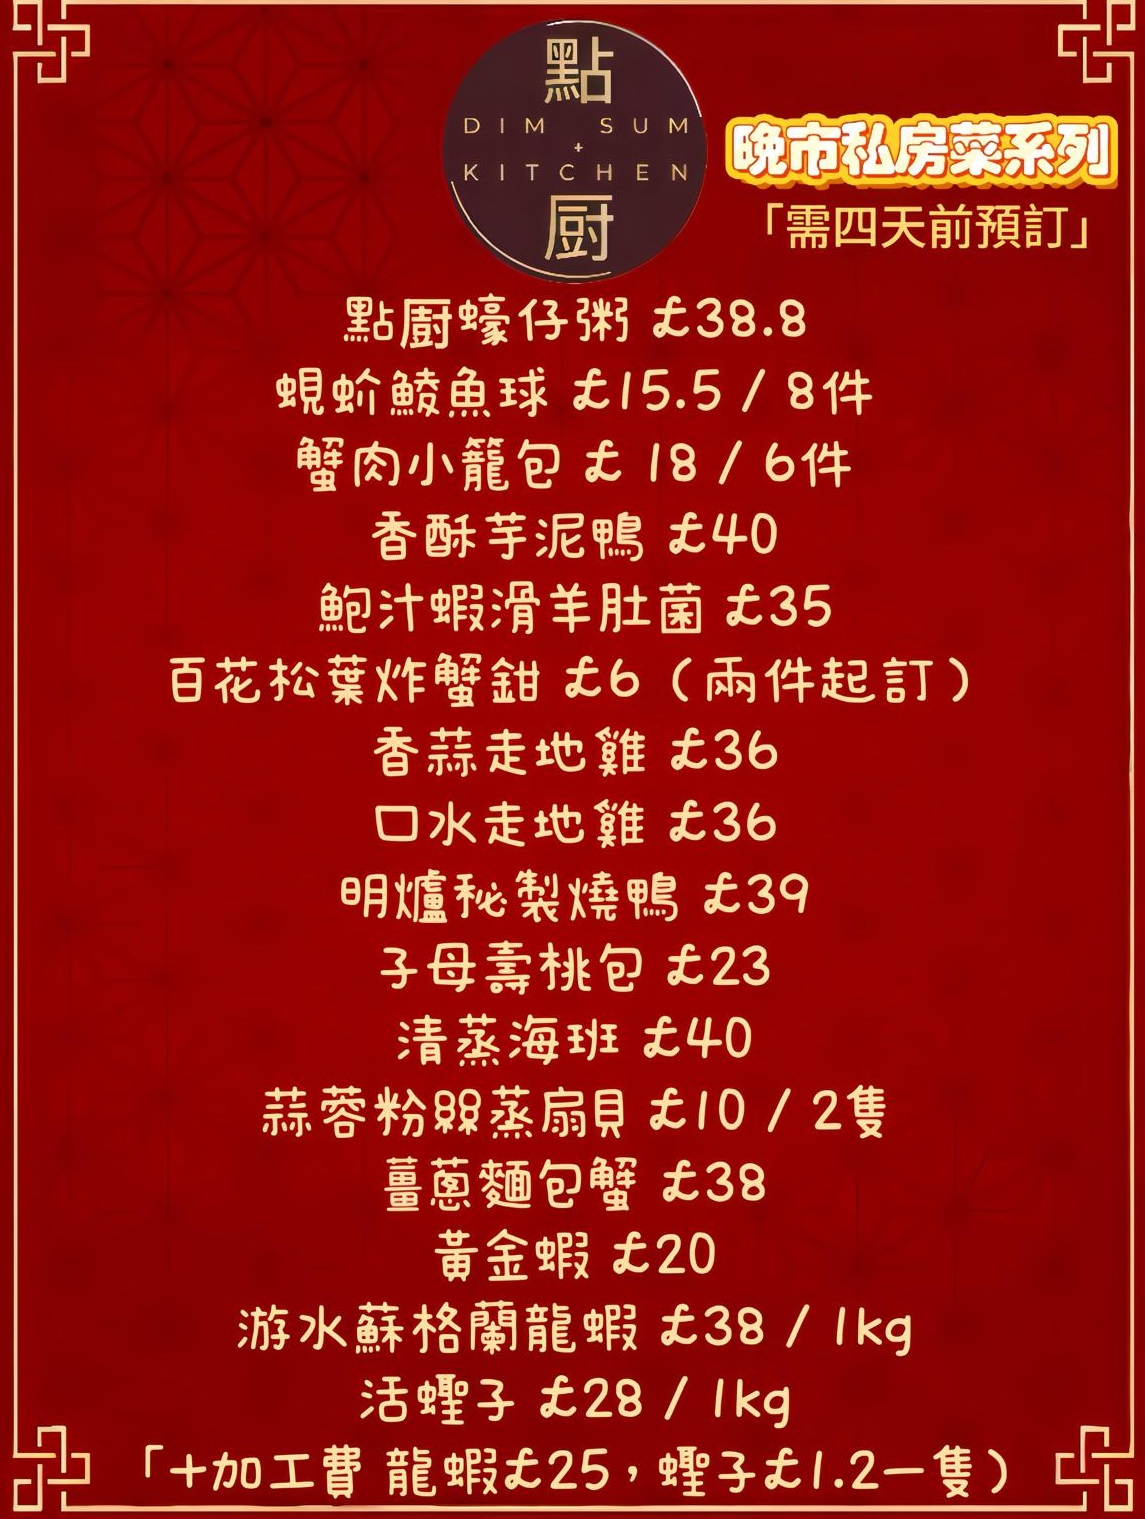 點
DIM SUM
+
KITCHEN
厨
晚市私房菜系列
「需四天前預訂」
點厨蠔仔粥 £38.8
蜆蚧鯪魚球 £15.5 / 8件
蟹肉小籠包 £ 18 / 6件
香酥芋泥鴨 £40
鮑汁蝦滑羊肚菌 £35
百花松葉炸蟹鉗 £6（兩件起訂）
香蒜走地雞 £36
口水走地雞 £36
明爐秘製燒鴨 £39
子母壽桃包 £23
清蒸海班 £40
蒜蓉粉絲蒸扇貝 £10 / 2隻
薑蔥麵包蟹 £38
黃金蝦 £20
游水蘇格蘭龍蝦 £38 / 1kg
活蟶子 £28 / 1kg
「+加工費 龍蝦£25，蟶子£1.2一隻）